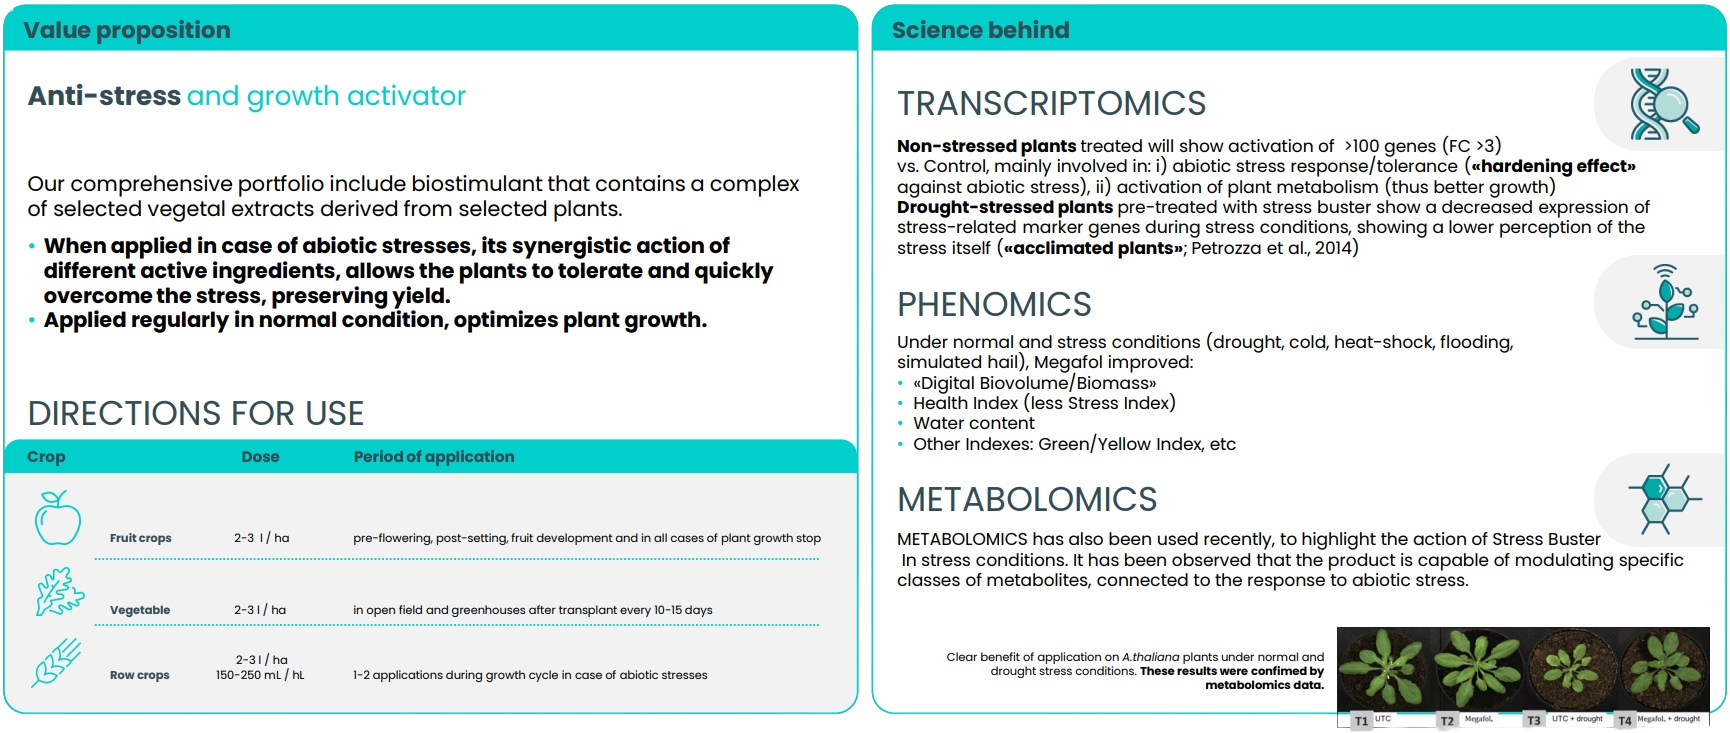 Value proposition
Anti-stress and growth activator
Our comprehensive portfolio include biostimulant that contains a complex
of selected vegetal extracts derived from selected plants.
• When applied in case of abiotic stresses, its synergistic action of
different active ingredients, allows the plants to tolerate and quickly
overcome the stress, preserving yield.
• Applied regularly in normal condition, optimizes plant growth.
DIRECTIONS FOR USE
Crop Dose Period of application
Fruit crops 2-3 l / ha pre-flowering, post-setting, fruit development and in all cases of plant growth stop
Vegetable 2-3 l / ha in open field and greenhouses after transplant every 10-15 days
2-3 l / ha
Row crops 150-250 mL / hL 1-2 applications during growth cycle in case of abiotic stresses
Science behind
TRANSCRIPTOMICS
Non-stressed plants treated will show activation of >100 genes (FC >3)
vs. Control, mainly involved in: i) abiotic stress response/tolerance («hardening effect»
against abiotic stress), ii) activation of plant metabolism (thus better growth)
Drought-stressed plants pre-treated with stress buster show a decreased expression of
stress-related marker genes during stress conditions, showing a lower perception of the
stress itself («acclimated plants»; Petrozza et al., 2014)
PHENOMICS
Under normal and stress conditions (drought, cold, heat-shock, flooding,
simulated hail), Megafol improved:
• «Digital Biovolume/Biomass»
• Health Index (less Stress Index)
• Water content
• Other Indexes: Green/Yellow Index, etc
METABOLOMICS
METABOLOMICS has also been used recently, to highlight the action of Stress Buster
In stress conditions. It has been observed that the product is capable of modulating specific
classes of metabolites, connected to the response to abiotic stress.
Clear benefit of application on A.thaliana plants under normal and
drought stress conditions. These results were confimed by
metabolomics data.
T1 UTC T2 Megafol, T3 UTC + drought T4 Megafol, + drought